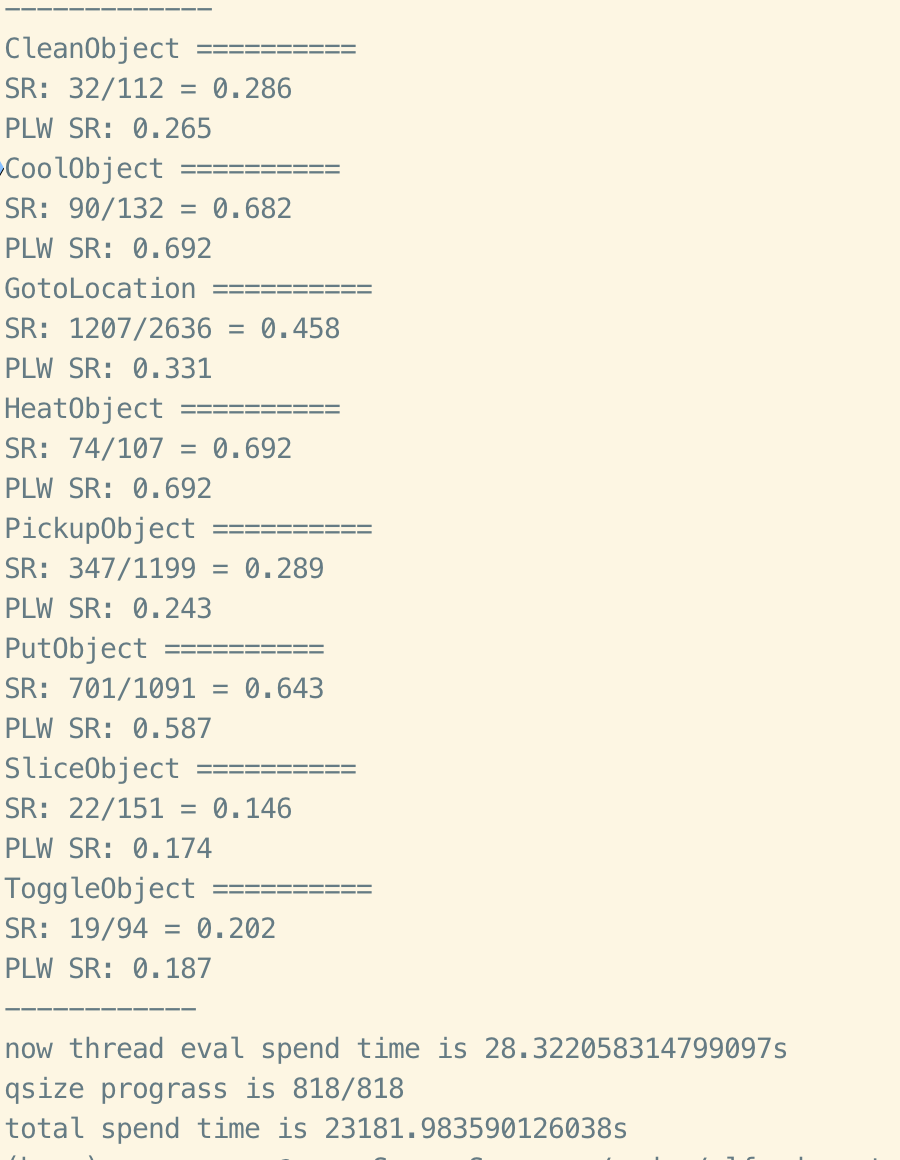 -------------
CleanObject ==========
SR: 32/112 = 0.286
PLW SR: 0.265
CoolObject ==========
SR: 90/132 = 0.682
PLW SR: 0.692
GotoLocation ==========
SR: 1207/2636 = 0.458
PLW SR: 0.331
HeatObject ==========
SR: 74/107 = 0.692
PLW SR: 0.692
PickupObject ==========
SR: 347/1199 = 0.289
PLW SR: 0.243
PutObject ==========
SR: 701/1091 = 0.643
PLW SR: 0.587
SliceObject ==========
SR: 22/151 = 0.146
PLW SR: 0.174
ToggleObject ==========
SR: 19/94 = 0.202
PLW SR: 0.187
------------
now thread eval spend time is 28.322058314799097s
qsize prograss is 818/818
total spend time is 23181.983590126038s